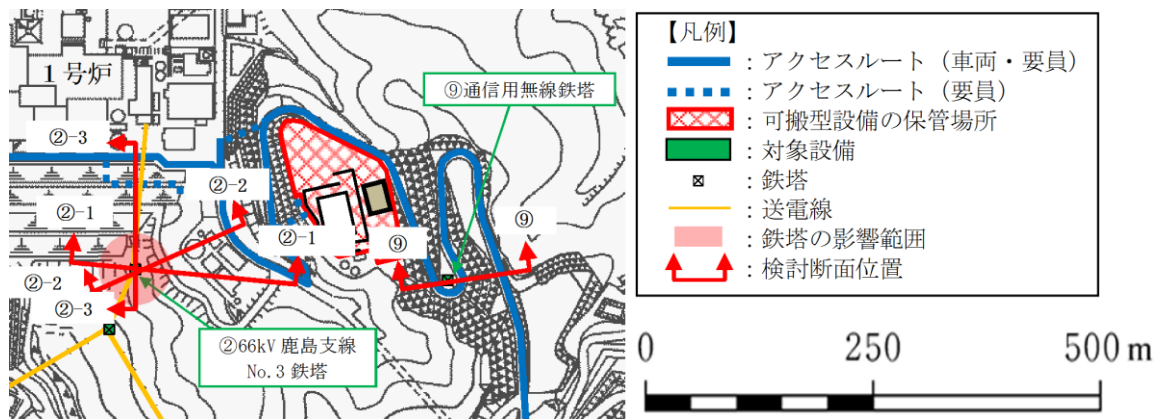 1号炉
⑨通信用無線鉄塔
②-3
②-2
②-1
⑨
②-1
⑨
②-2
②-3
②66kV 鹿島支線
No.3 鉄塔
【凡例】
：アクセスルート（車両・要員）
：アクセスルート（要員）
：可搬型設備の保管場所
：対象設備
：鉄塔
：送電線
：鉄塔の影響範囲
：検討断面位置
0 250 500 m